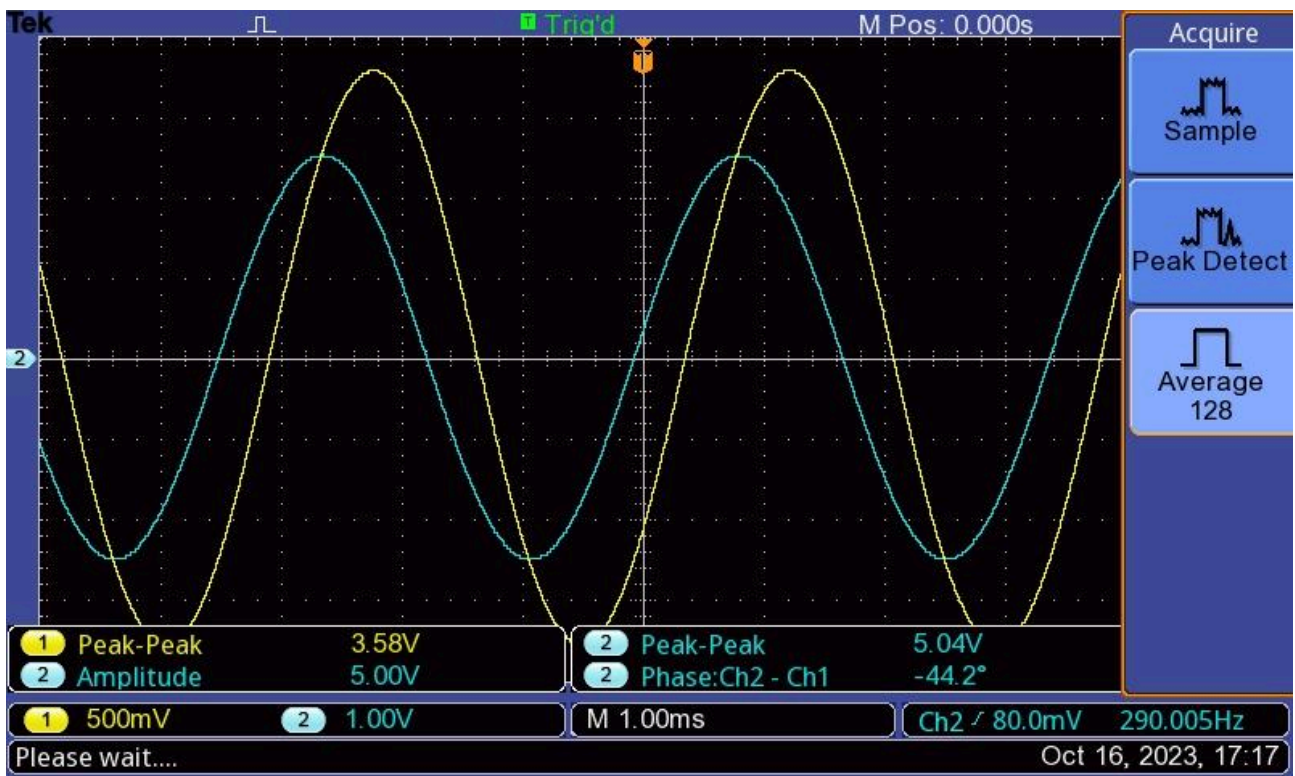 Tek T Trig'd M Pos: 0.000s
Acquire
Sample
Peak Detect
Average
128
2
1 Peak-Peak 3.58V 2 Peak-Peak 5.04V
2 Amplitude 5.00V 2 Phase:Ch2 - Ch1 -44.2°
1 500mV 2 1.00V M 1.00ms Ch2 / 80.0mV 290.005Hz
Please wait.... Oct 16, 2023, 17:17